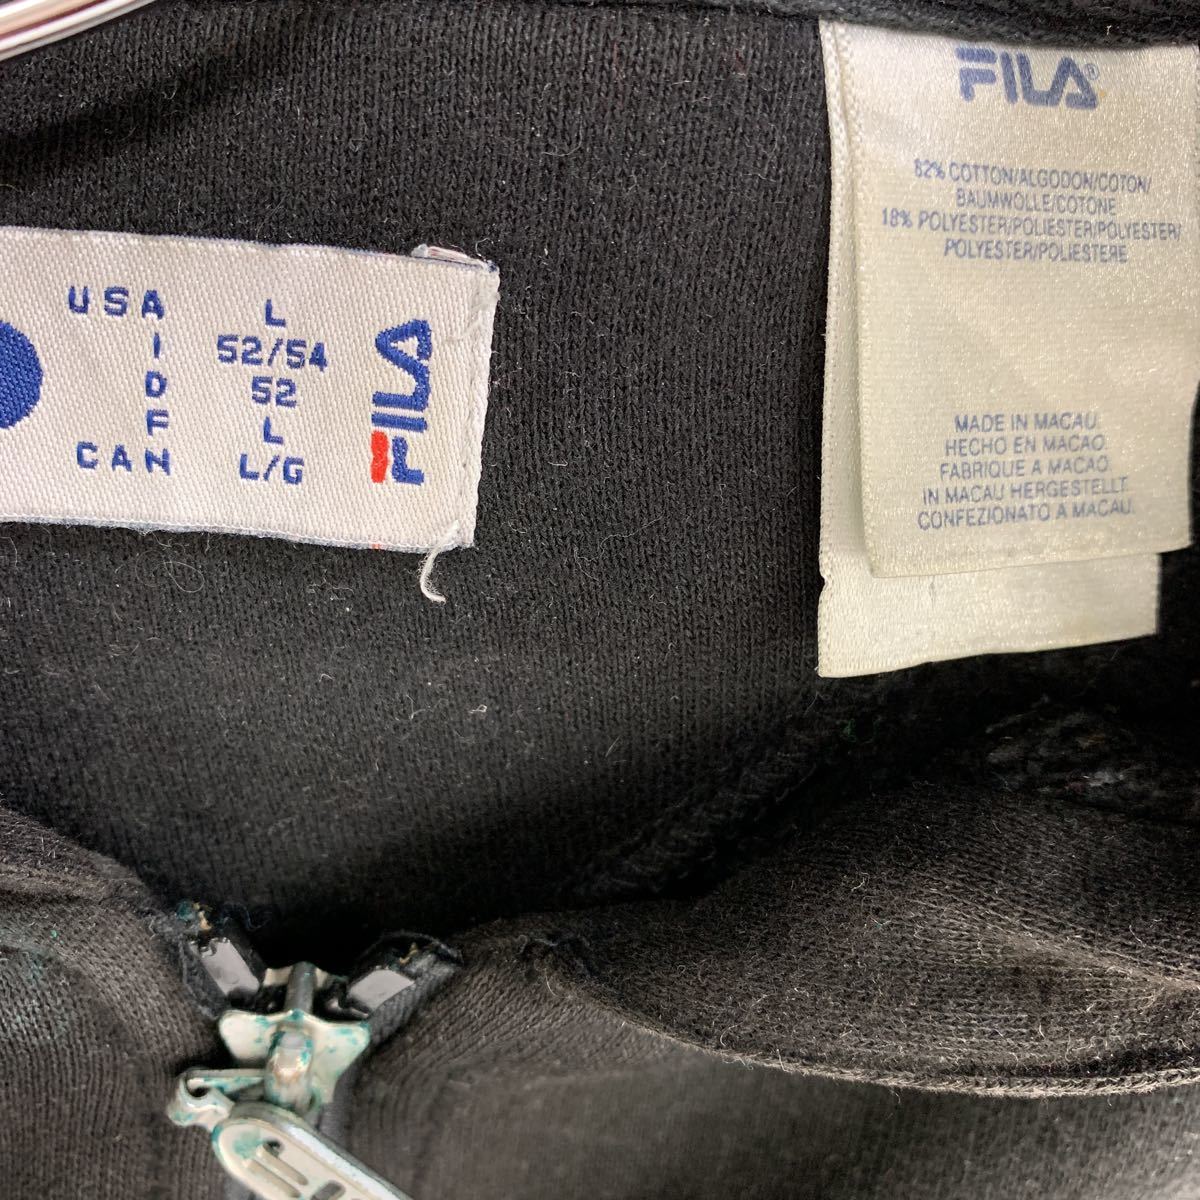 USA L
I 52/54
D 52
F L
CAN L/G
FILA
FILA®
82% COTTON/ALGODON/COTON/
BAUMWOLLE/COTONE
18% POLYESTER/POLIESTER/POLYESTER/
POLYESTER/POLIESTERE
MADE IN MACAU.
HECHO EN MACAO.
FABRIQUE A MACAO.
IN MACAU HERGESTELLT
CONFEZIONATO A MACAU.